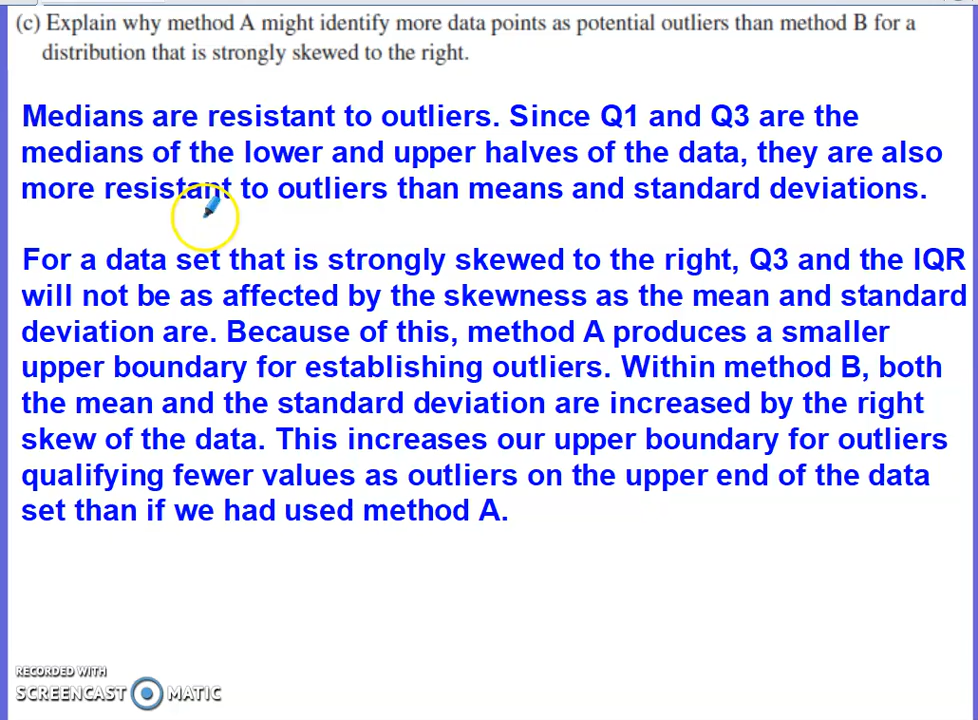 (c) Explain why method A might identify more data points as potential outliers than method B for a
distribution that is strongly skewed to the right.
Medians are resistant to outliers. Since Q1 and Q3 are the
medians of the lower and upper halves of the data, they are also
more resistant to outliers than means and standard deviations.
For a data set that is strongly skewed to the right, Q3 and the IQR
will not be as affected by the skewness as the mean and standard
deviation are. Because of this, method A produces a smaller
upper boundary for establishing outliers. Within method B, both
the mean and the standard deviation are increased by the right
skew of the data. This increases our upper boundary for outliers
qualifying fewer values as outliers on the upper end of the data
set than if we had used method A.
RECORDED WITH
SCREENCAST MATIC